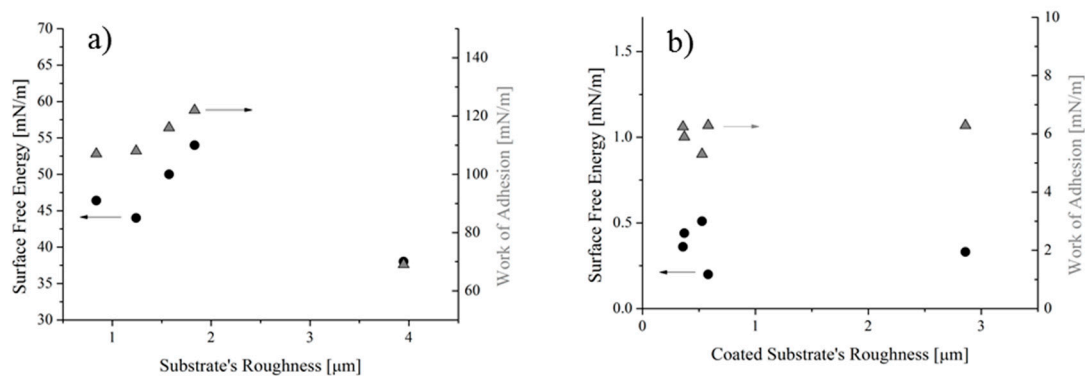 a)
Surface Free Energy [mN/m]
70
65
60
55
50
45
40
35
30
140
120
100
80
60
Work of Adhesion [mN/m]
1 2 3 4
Substrate's Roughness [μm]
b)
Surface Free Energy [mN/m]
1.5
1.0
0.5
0.0
10
8
6
4
2
0
Work of Adhesion [mN/m]
0 1 2 3
Coated Substrate's Roughness [μm]